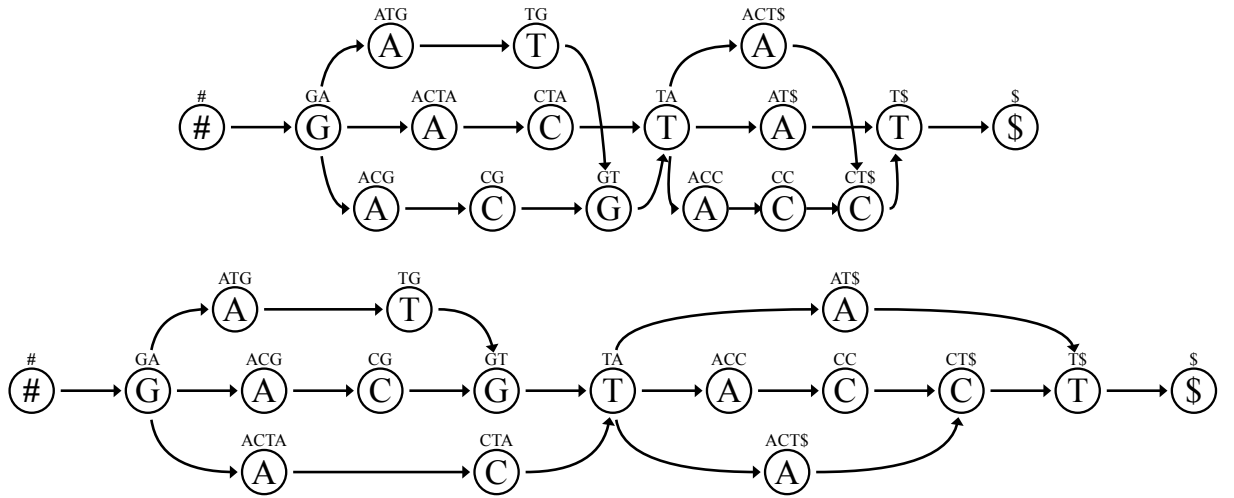 ATG TG ACT$
A T A
# GA ACTA CTA TA AT$ T$ $
# G A C T A T $
ACG CG GT ACC CC CT$
A C G A C C
ATG TG AT$
A T A
# GA ACG CG GT TA ACC CC CT$ T$ $
# G A C G T A C C T $
ACTA CTA ACT$
A C A